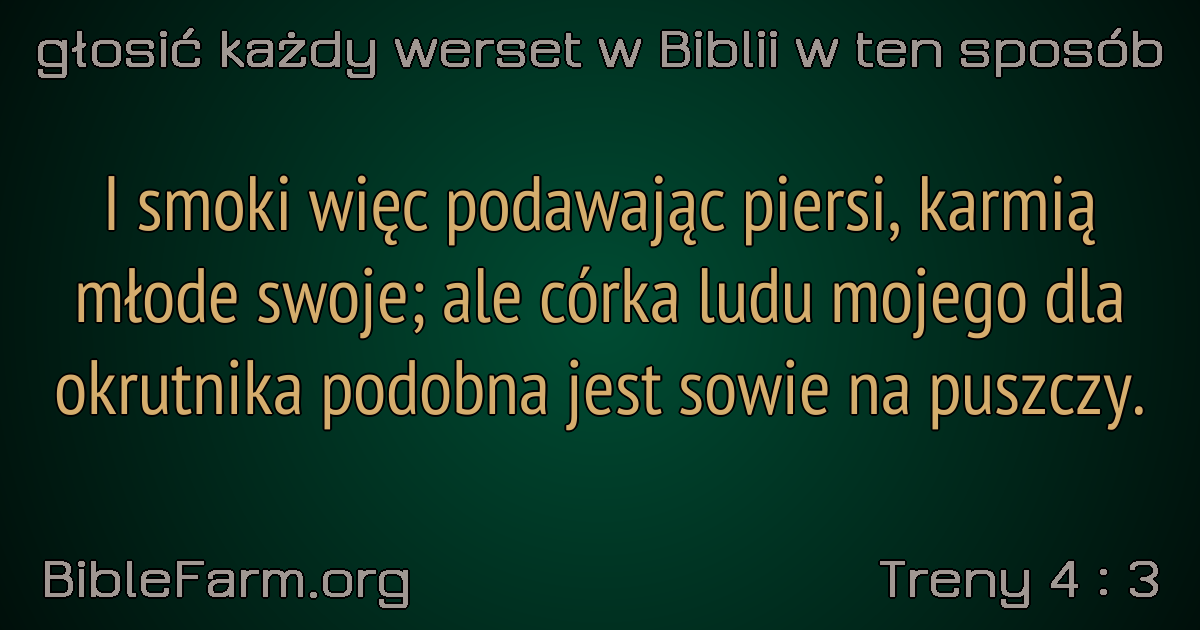 głosić każdy werset w Biblii w ten sposób
I smoki więc podawając piersi, karmią
młode swoje; ale córka ludu mojego dla
okrutnika podobna jest sowie na puszczy.
BibleFarm.org
Treny 4 : 3